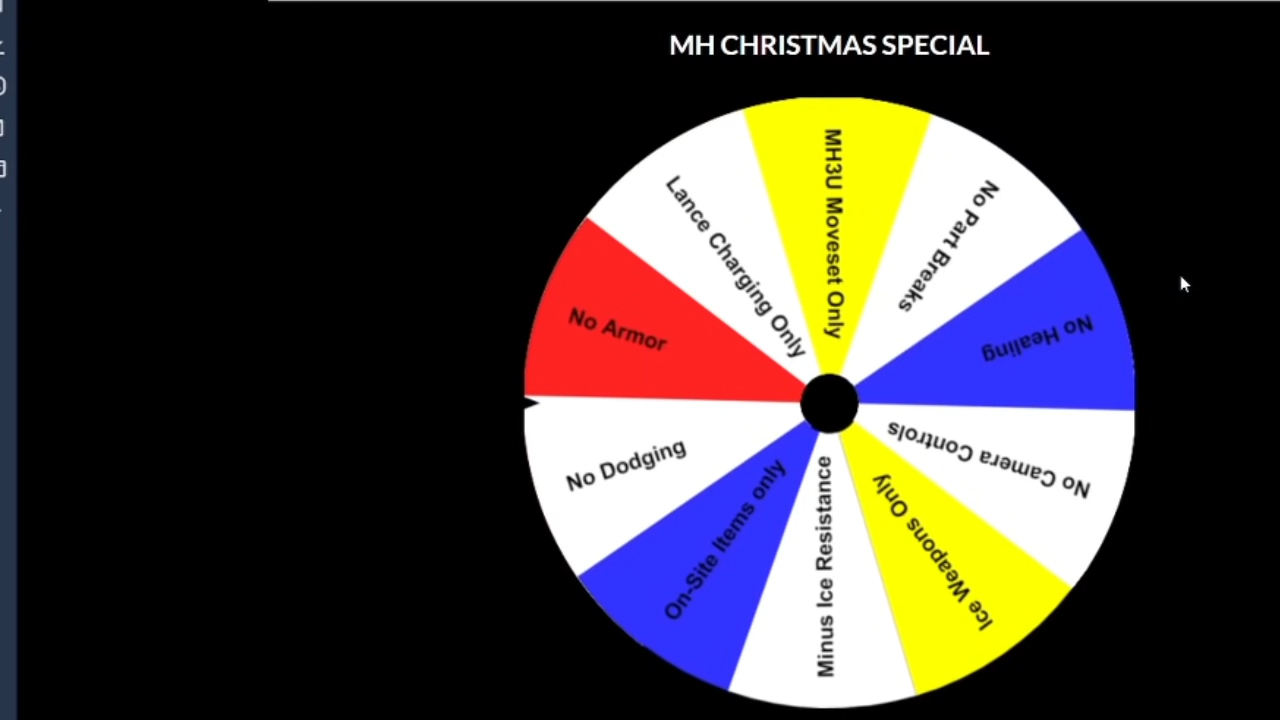 MH CHRISTMAS SPECIAL
MH3U Moveset Only
No Part Breaks
No Healing
No Camera Controls
Ice Weapons Only
Minus Ice Resistance
On-Site Items only
No Dodging
No Armor
Lance Charging Only